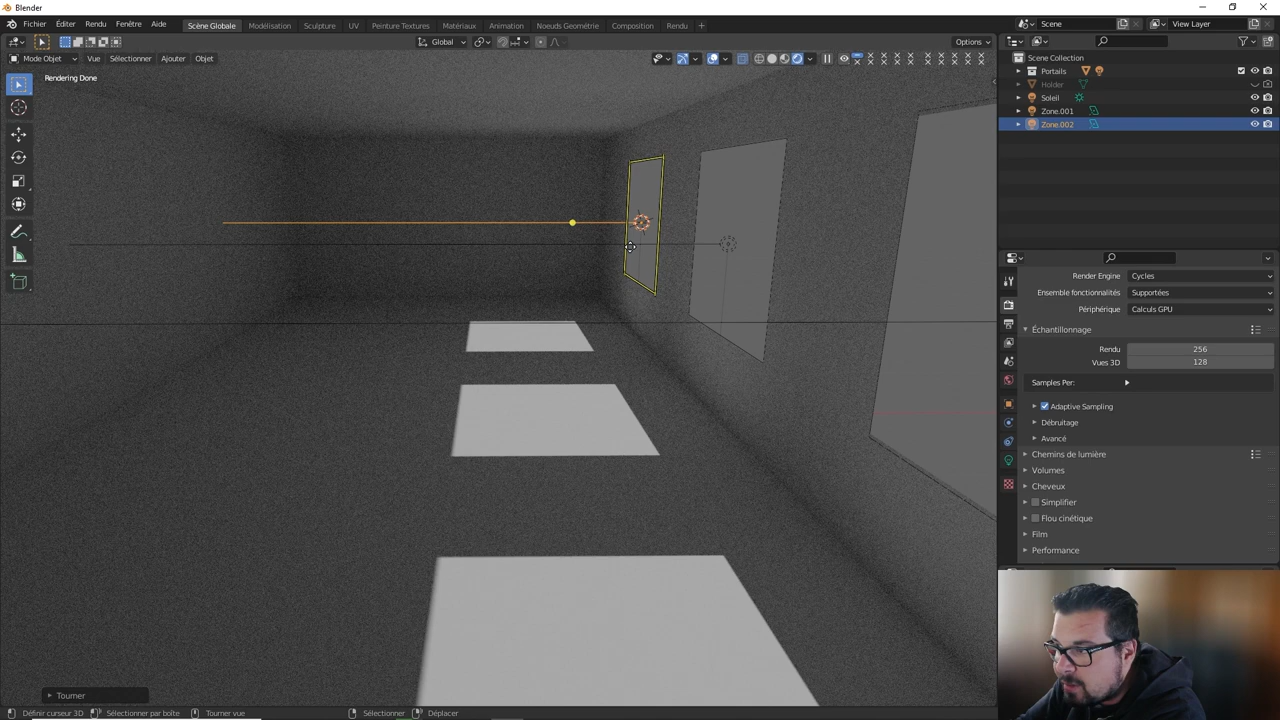 Blender
Fichier Éditer Rendu Fenêtre Aide
Scène Globale Modélisation Sculpture UV Peinture Textures Matériaux Animation Noeuds Geométrie Composition Rendu +
Scene View Layer
Global Options
Mode Objet Vue Sélectionner Ajouter Objet
Rendering Done
Scene Collection
Portails
Holder
Soleil
Zone.001
Zone.002
Render Engine Cycles
Ensemble fonctionnalités Supportées
Périphérique Calculs GPU
Échantillonnage
Rendu 256
Vues 3D 128
Samples Per:
Adaptive Sampling
Débruitage
Avancé
Chemins de lumière
Volumes
Cheveux
Simplifier
Flou cinétique
Film
Performance
Tourner
Définir curseur 3D Sélectionner par boîte Tourner vue Sélectionner Déplacer